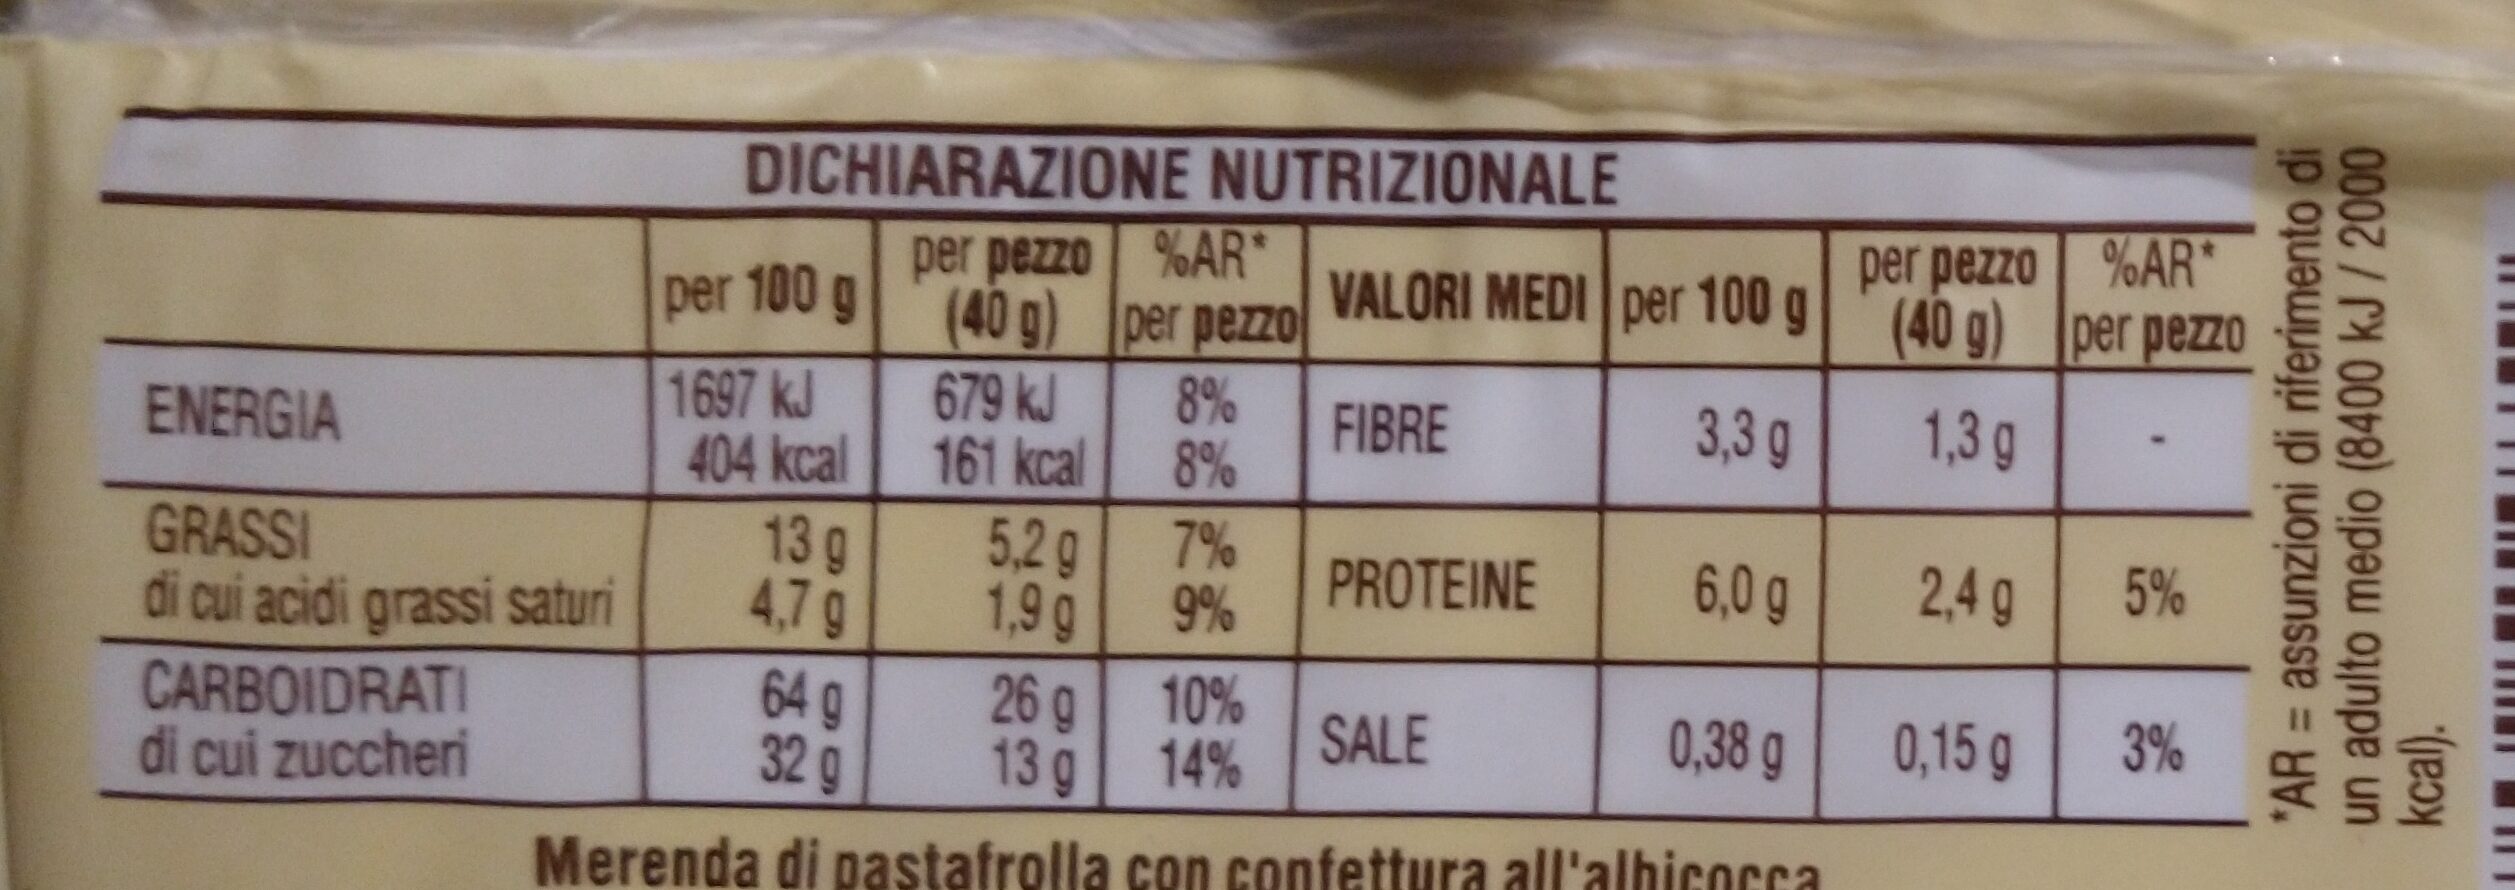 DICHIARAZIONE NUTRIZIONALE
per 100 g per pezzo (40 g) %AR* per pezzo VALORI MEDI per 100 g per pezzo (40 g) %AR* per pezzo
ENERGIA 1697 kJ 679 kJ 8% FIBRE 3,3 g 1,3 g -
404 kcal 161 kcal 8%
GRASSI 13 g 5,2 g 7% PROTEINE 6,0 g 2,4 g 5%
di cui acidi grassi saturi 4,7 g 1,9 g 9%
CARBOIDRATI 64 g 26 g 10% SALE 0,38 g 0,15 g 3%
di cui zuccheri 32 g 13 g 14%
*AR = assunzioni di riferimento di
un adulto medio (8400 kJ / 2000
kcal).
Merenda di pastafrolla con confettura all'albicocca